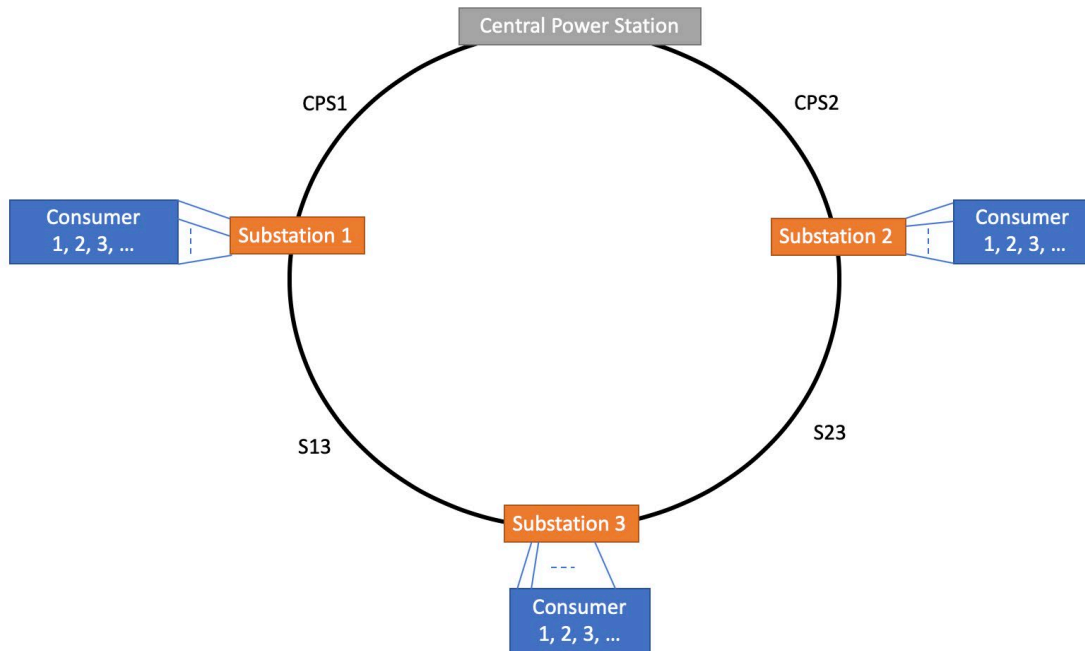 Central Power Station
CPS1
CPS2
Consumer
1, 2, 3, ...
Substation 1
Substation 2
Consumer
1, 2, 3, ...
S13
S23
Substation 3
Consumer
1, 2, 3, ...